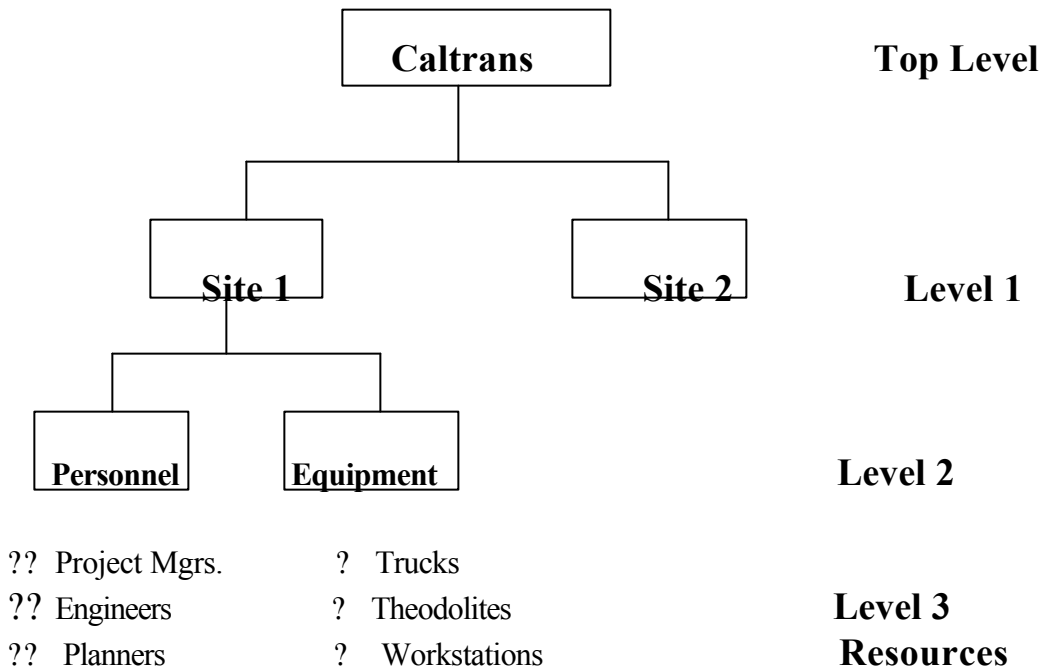 Caltrans Top Level
Site 1 Site 2 Level 1
Personnel Equipment Level 2
?? Project Mgrs. ? Trucks
?? Engineers ? Theodolites Level 3
?? Planners ? Workstations Resources